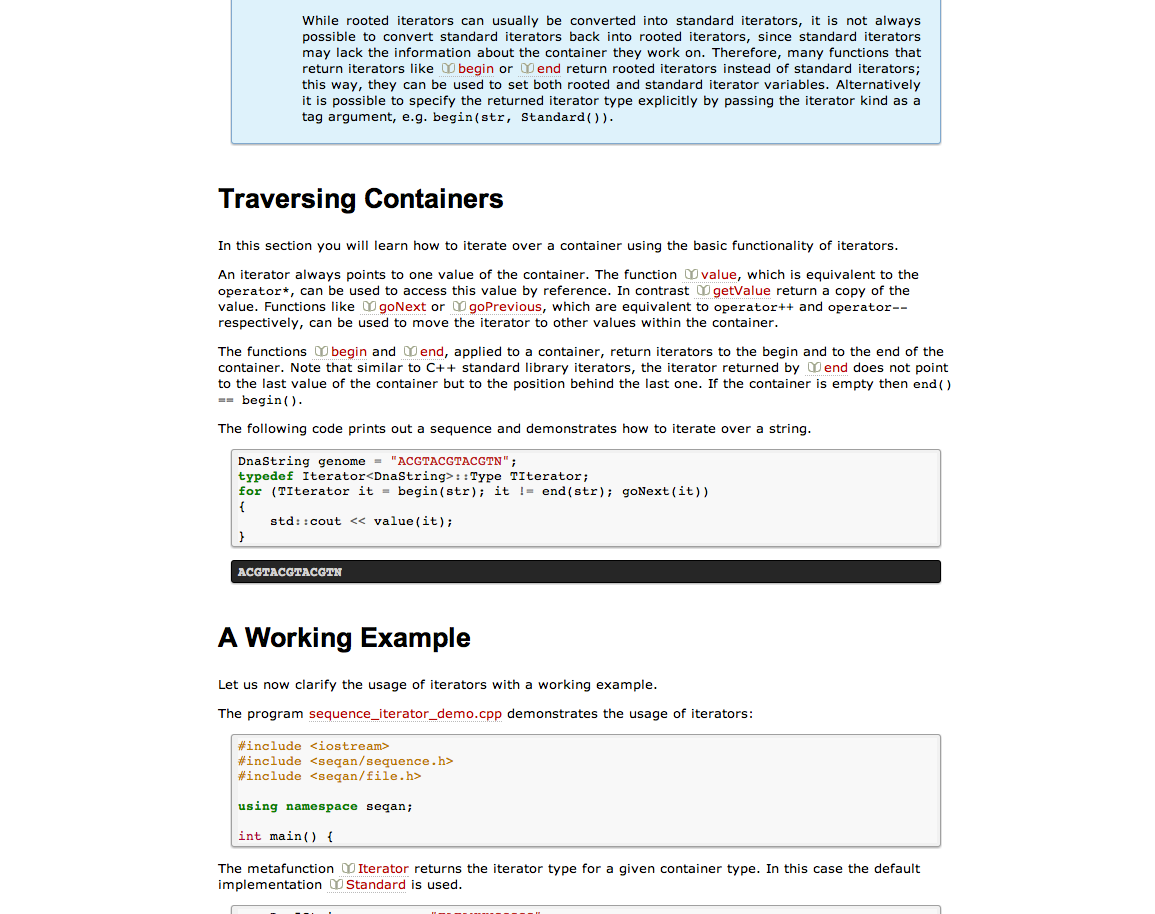 While rooted iterators can usually be converted into standard iterators, it is not always
possible to convert standard iterators back into rooted iterators, since standard iterators
may lack the information about the container they work on. Therefore, many functions that
return iterators like begin or end return rooted iterators instead of standard iterators;
this way, they can be used to set both rooted and standard iterator variables. Alternatively
it is possible to specify the returned iterator type explicitly by passing the iterator kind as a
tag argument, e.g. begin(str, Standard()).
Traversing Containers
In this section you will learn how to iterate over a container using the basic functionality of iterators.
An iterator always points to one value of the container. The function value, which is equivalent to the
operator*, can be used to access this value by reference. In contrast getValue return a copy of the
value. Functions like goNext or goPrevious, which are equivalent to operator++ and operator--
respectively, can be used to move the iterator to other values within the container.
The functions begin and end, applied to a container, return iterators to the begin and to the end of the
container. Note that similar to C++ standard library iterators, the iterator returned by end does not point
to the last value of the container but to the position behind the last one. If the container is empty then end()
== begin().
The following code prints out a sequence and demonstrates how to iterate over a string.
DnaString genome = "ACGTACGTACGTN";
typedef Iterator<DnaString>::Type TIterator;
for (TIterator it = begin(str); it != end(str); goNext(it))
{
    std::cout << value(it);
}
ACGTACGTACGTN
A Working Example
Let us now clarify the usage of iterators with a working example.
The program sequence_iterator_demo.cpp demonstrates the usage of iterators:
#include <iostream>
#include <seqan/sequence.h>
#include <seqan/file.h>
using namespace seqan;
int main() {
The metafunction Iterator returns the iterator type for a given container type. In this case the default
implementation Standard is used.